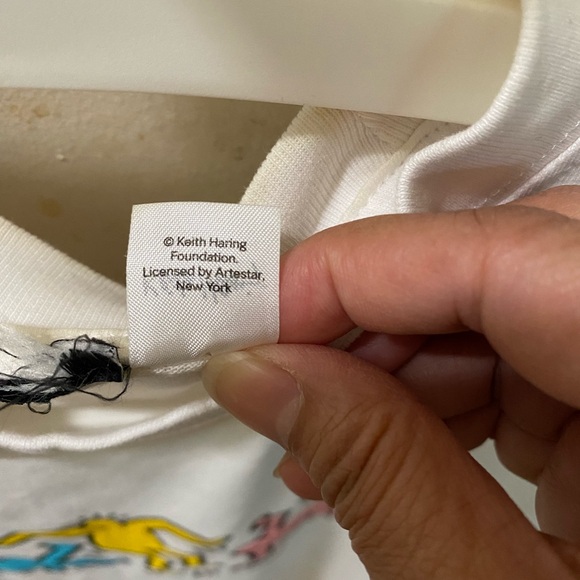 © Keith Haring
Foundation.
Licensed by Artestar,
New York